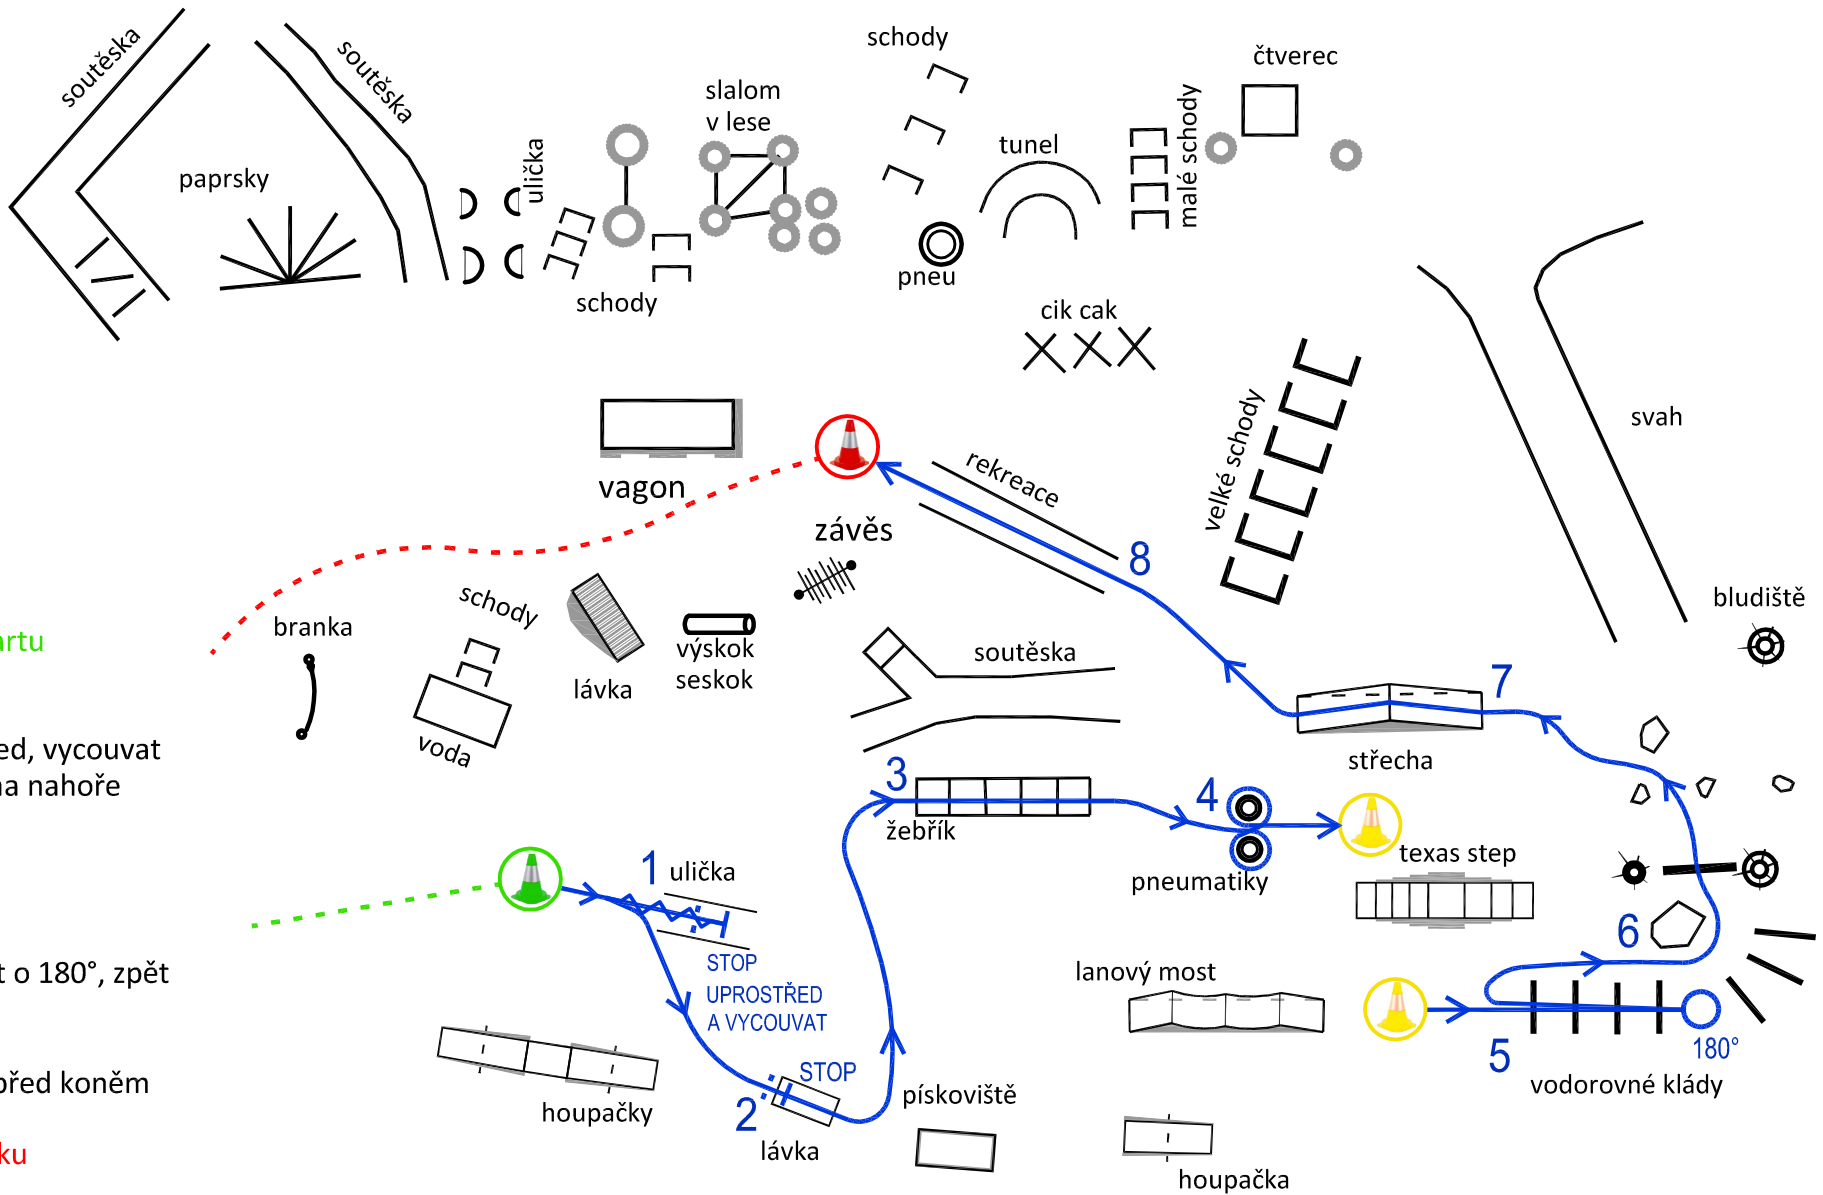 soutěska
soutěska
paprsky
ulička
schody
slalom
v lese
schody
pneu
tunel
malé schody
čtverec
cik cak
velké schody
svah
vagon
rekreace
závěs
8
artu
branka
schody
voda
lávka
výskok
seskok
soutěska
bludiště
7
střecha
ed, vycouvat
na nahoře
3
žebřík
4
pneumatiky
texas step
1
ulička
STOP
UPROSTŘED
A VYCOUVAT
6
t o 180°, zpět
lanový most
5
180°
vodorovné klády
před koněm
houpačky
STOP
2
lávka
pískoviště
houpačka
ku